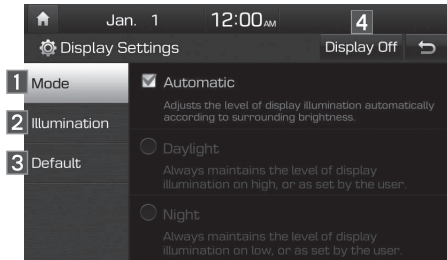 Jan. 1 12:00 AM 4
Display Settings Display Off
1 Mode
Automatic
Adjusts the level of display illumination automatically
according to surrounding brightness.
2 Illumination
Daylight
Always maintains the level of display
illumination on high, or as set by the user.
3 Default
Night
Always maintains the level of display
illumination on low, or as set by the user.